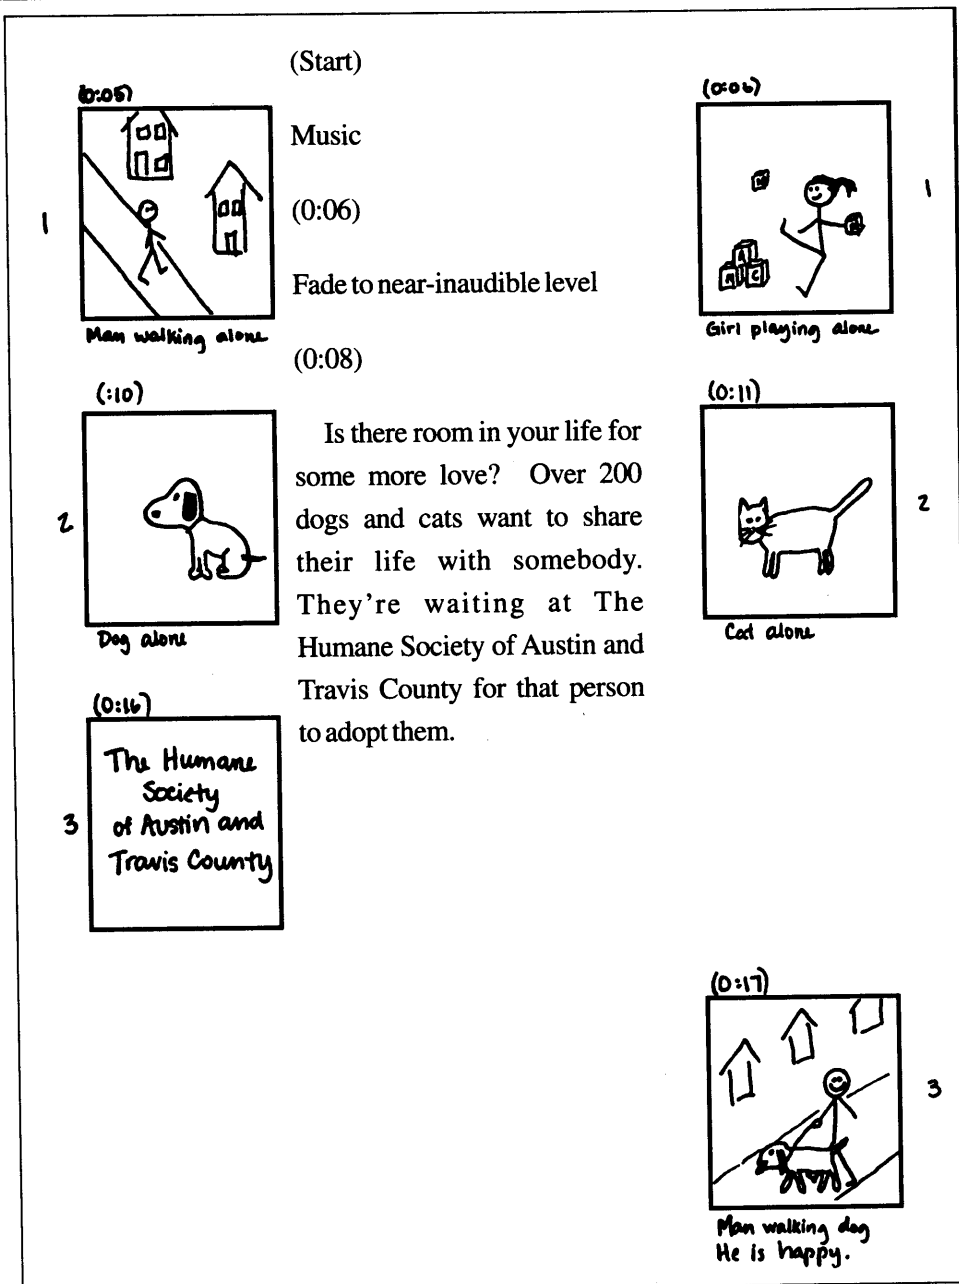 (Start)
(0:05)
(0:06)
Music
1
1
(0:06)
A
M C
Fade to near-inaudible level
Man walking alone
Girl playing alone
(0:08)
(:10)
(0:11)
Is there room in your life for
some more love? Over 200
dogs and cats want to share
their life with somebody.
They're waiting at The
Humane Society of Austin and
Travis County for that person
to adopt them.
2
2
Dog alone
Cat alone
(0:16)
The Humane
Society
of Austin and
Travis County
3
(0:17)
3
Man walking dog
He is happy.